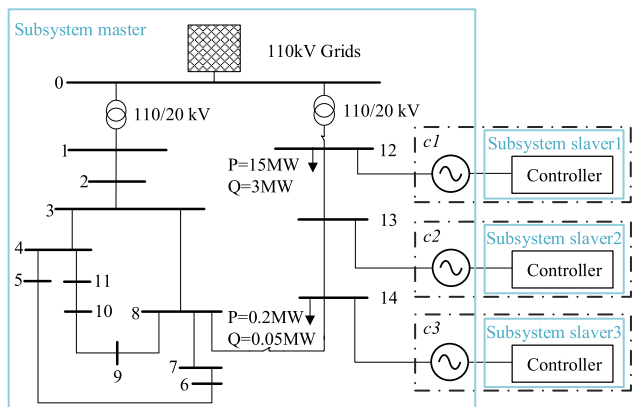 Subsystem master
110kV Grids
0
110/20 kV
110/20 kV
1
12
c1
Subsystem slaver1
P=15MW
Q=3MW
Controller
2
3
13
c2
Subsystem slaver2
Controller
4
5
11
10
8
14
P=0.2MW
Q=0.05MW
c3
Subsystem slaver3
Controller
9
7
6